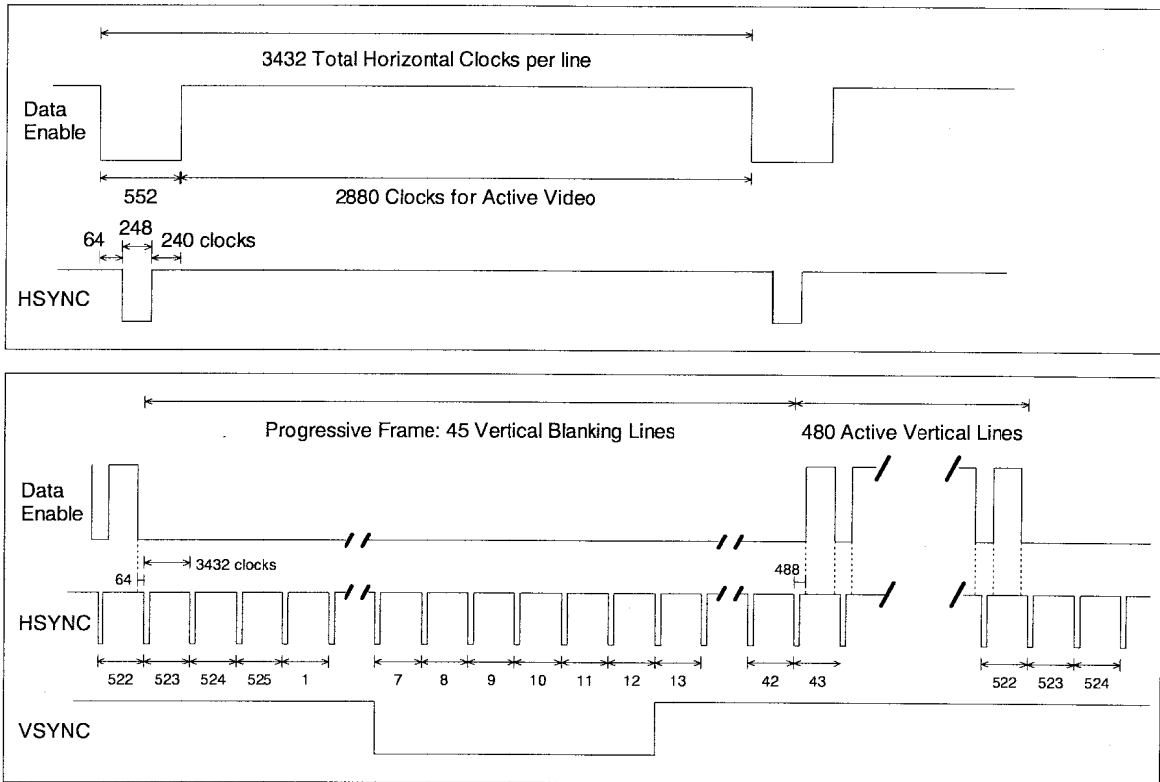 3432 Total Horizontal Clocks per line
Data
Enable
552
2880 Clocks for Active Video
248
64
240 clocks
HSYNC
Progressive Frame: 45 Vertical Blanking Lines
480 Active Vertical Lines
Data
Enable
3432 clocks
64
488
HSYNC
522 523 524 525 1 7 8 9 10 11 12 13 42 43 522 523 524
VSYNC